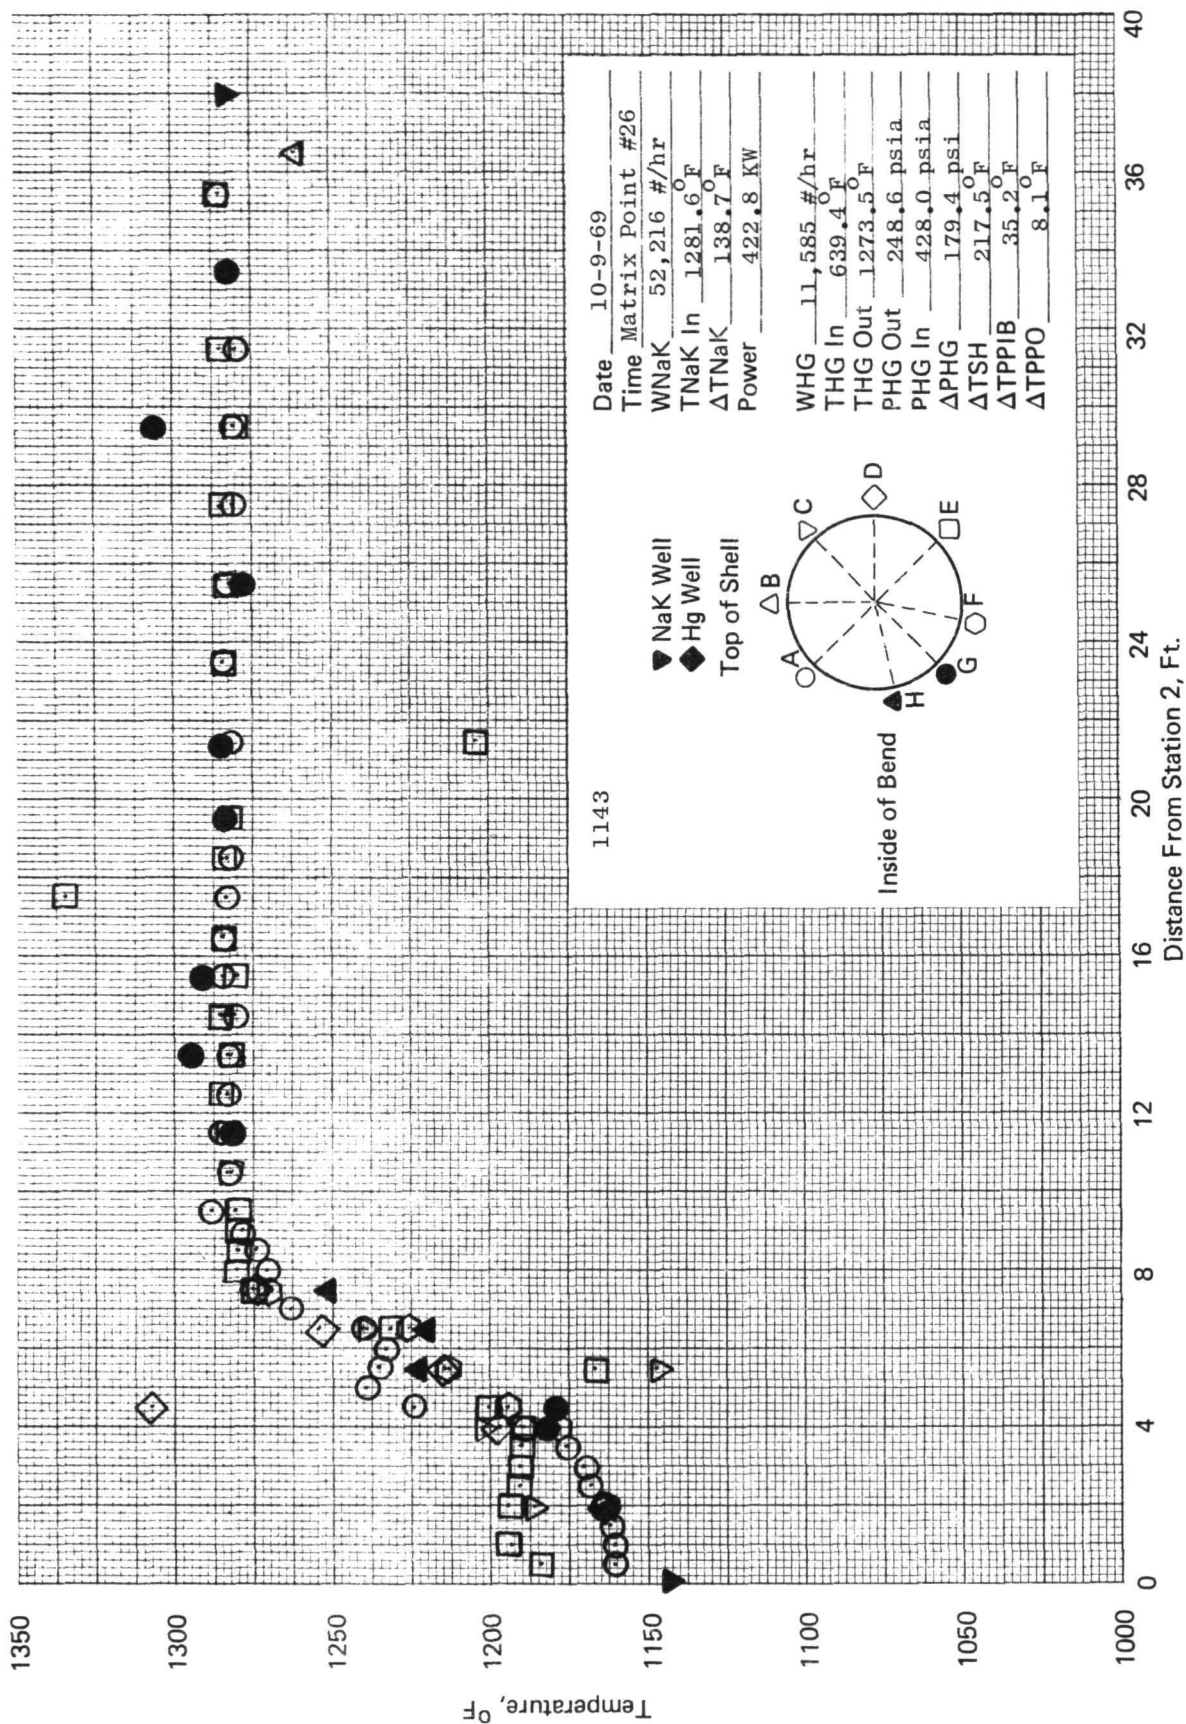 Temperature, °F
1350
1300
1250
1200
1150
1100
1050
1000
0
4
8
12
16
20
24
28
32
36
40
Distance From Station 2, Ft.
1143
▼ NaK Well
◆ Hg Well
Top of Shell
A
B
C
D
E
F
G
H
Inside of Bend
Date 10-9-69
Time Matrix Point #26
WNaK 52,216 #/hr
TNaK In 1281.6°F
ΔTNaK 138.7°F
Power 422.8 KW
WHG 11,585 #/hr
THG In 639.4°F
THG Out 1273.5°F
PHG Out 248.6 psia
PHG In 428.0 psia
ΔPHG 179.4 psi
ΔTSH 217.5°F
ΔTPPIB 35.2°F
ΔTPPO 8.1°F